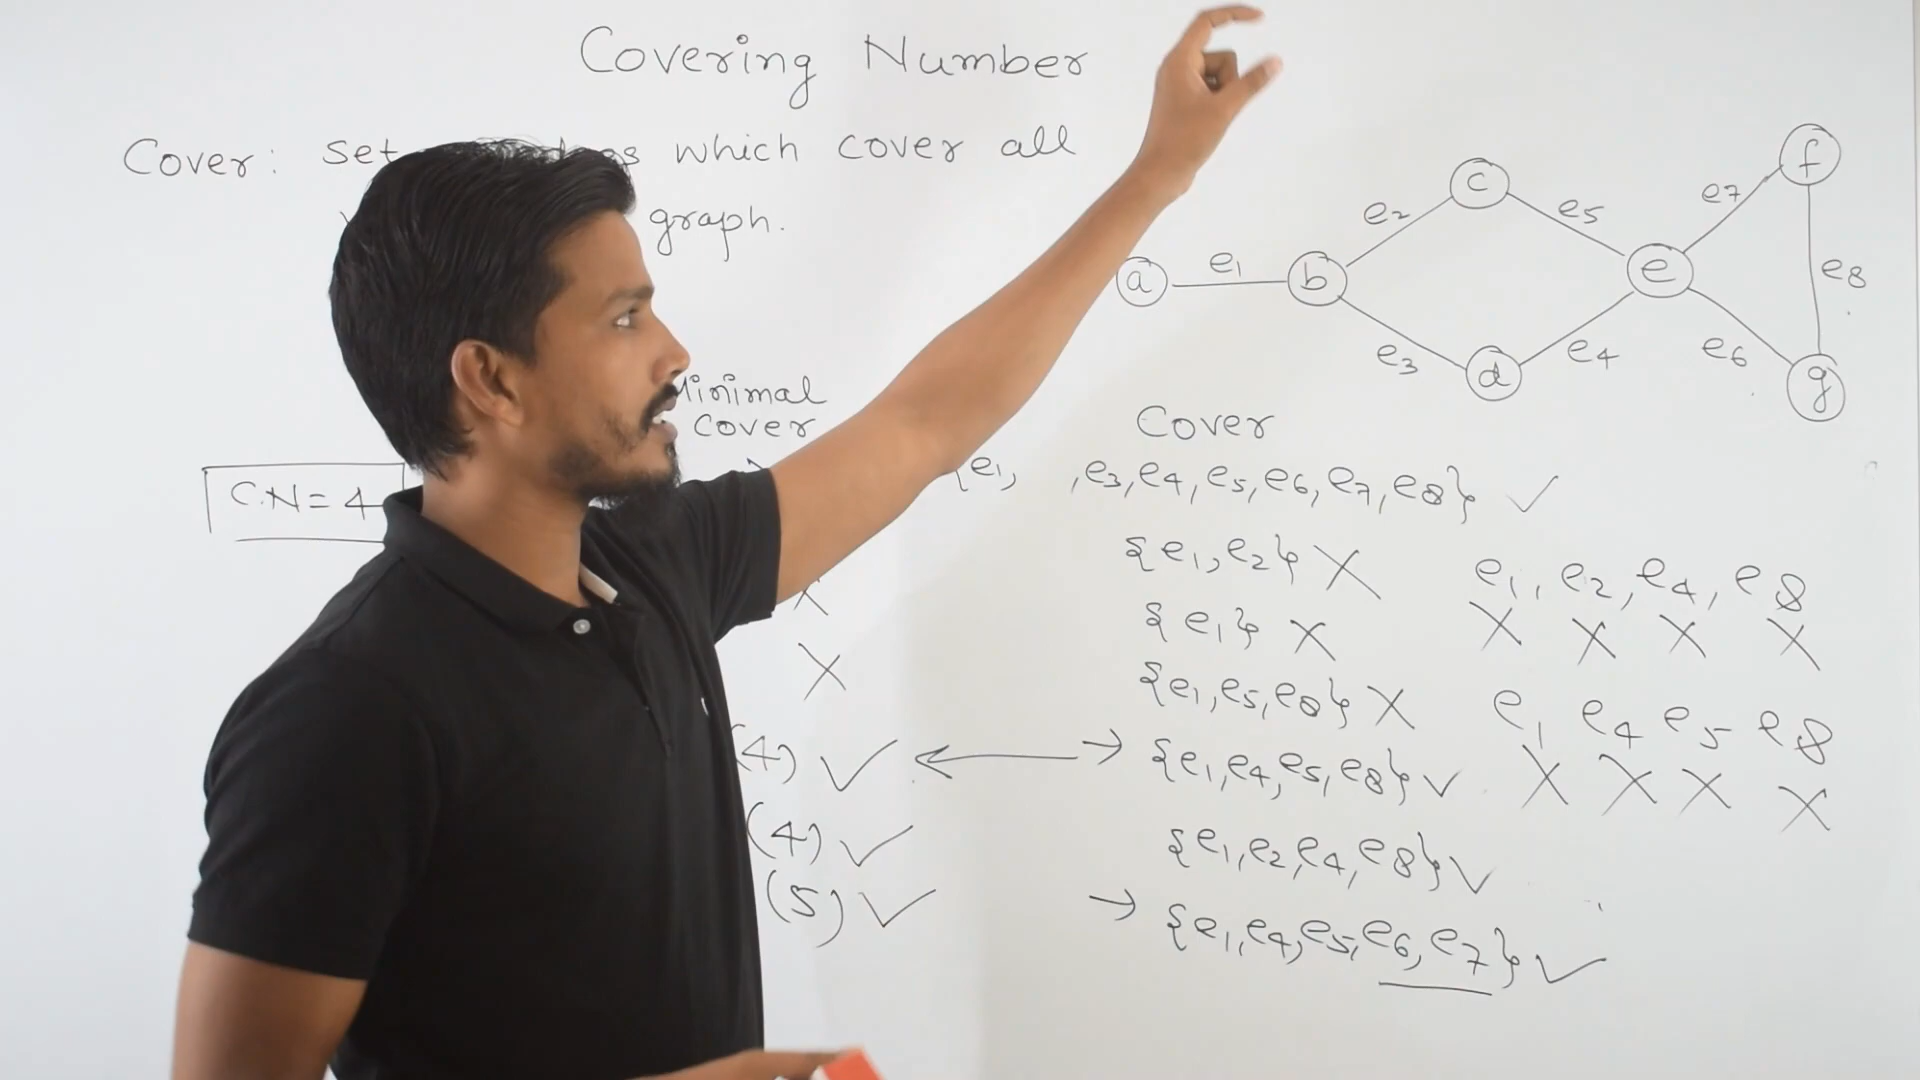 Covering Number
Cover: set which cover all
graph.
Minimal
Cover
C.N = 4
(4) ✓
(4) ✓
(5) ✓
a e1 b e2 c e5 e e7 f
e3 d e4 e6 g e8
Cover
{e1, ,e3,e4,e5,e6,e7,e8} ✓
{e1,e2} X
{e1} X
{e1,e5,e8} X
→ {e1,e4,e5,e8} ✓
{e1,e2,e4,e8} ✓
→ {e1,e4,e5,e6,e7} ✓
e1, e2, e4, e8
X X X X
e1 e4 e5 e8
X X X X
X
X